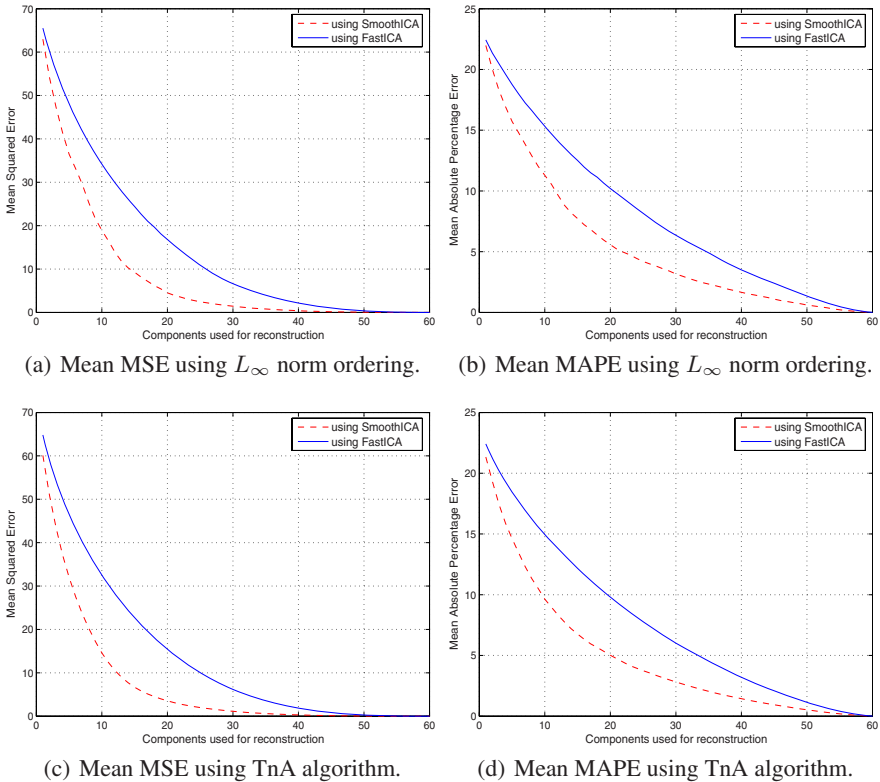 70
60
50
40
30
20
10
0
Mean Squared Error
using SmoothICA
using FastICA
0 10 20 30 40 50 60
Components used for reconstruction
(a) Mean MSE using L∞ norm ordering.
25
20
15
10
5
0
Mean Absolute Percentage Error
using SmoothICA
using FastICA
0 10 20 30 40 50 60
Components used for reconstruction
(b) Mean MAPE using L∞ norm ordering.
70
60
50
40
30
20
10
0
Mean Squared Error
using SmoothICA
using FastICA
0 10 20 30 40 50 60
Components used for reconstruction
(c) Mean MSE using TnA algorithm.
25
20
15
10
5
0
Mean Absolute Percentage Error
using SmoothICA
using FastICA
0 10 20 30 40 50 60
Components used for reconstruction
(d) Mean MAPE using TnA algorithm.